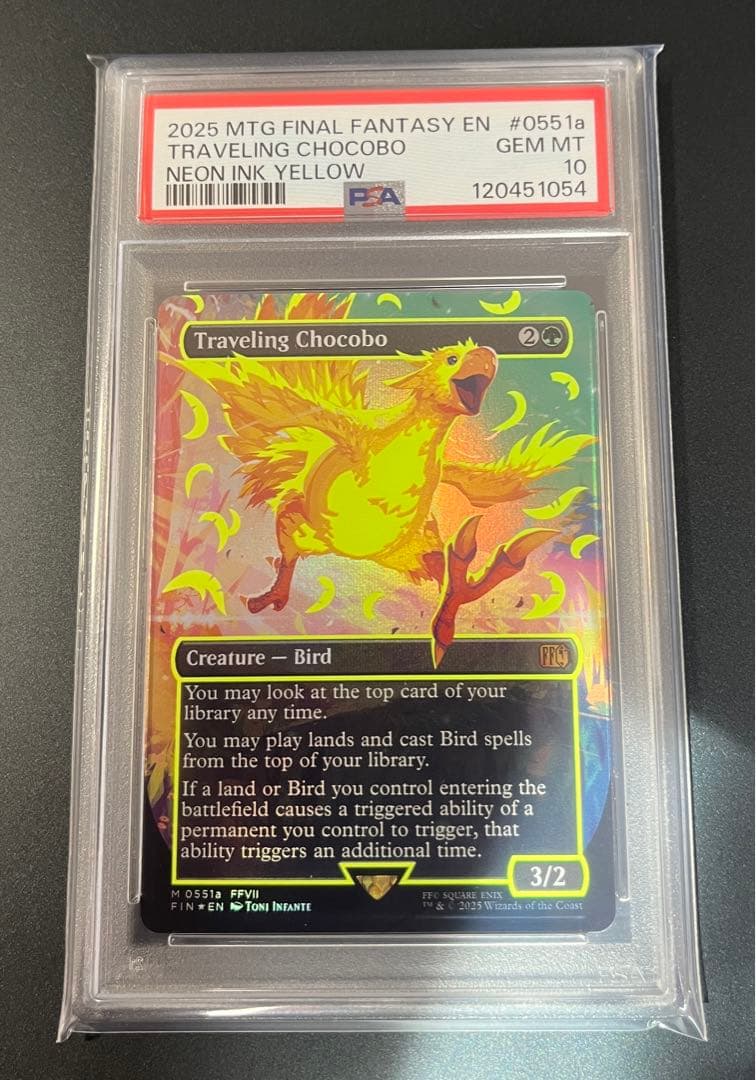 2025 MTG FINAL FANTASY EN #0551a
TRAVELING CHOCOBO GEM MT
NEON INK YELLOW 10
PSA 120451054
Traveling Chocobo 2
Creature — Bird
You may look at the top card of your
library any time.
You may play lands and cast Bird spells
from the top of your library.
If a land or Bird you control entering the
battlefield causes a triggered ability of a
permanent you control to trigger, that
ability triggers an additional time.
3/2
M 0551a FFVII
FIN★EN Toni Infante
FF© SQUARE ENIX
™ & © 2025 Wizards of the Coast